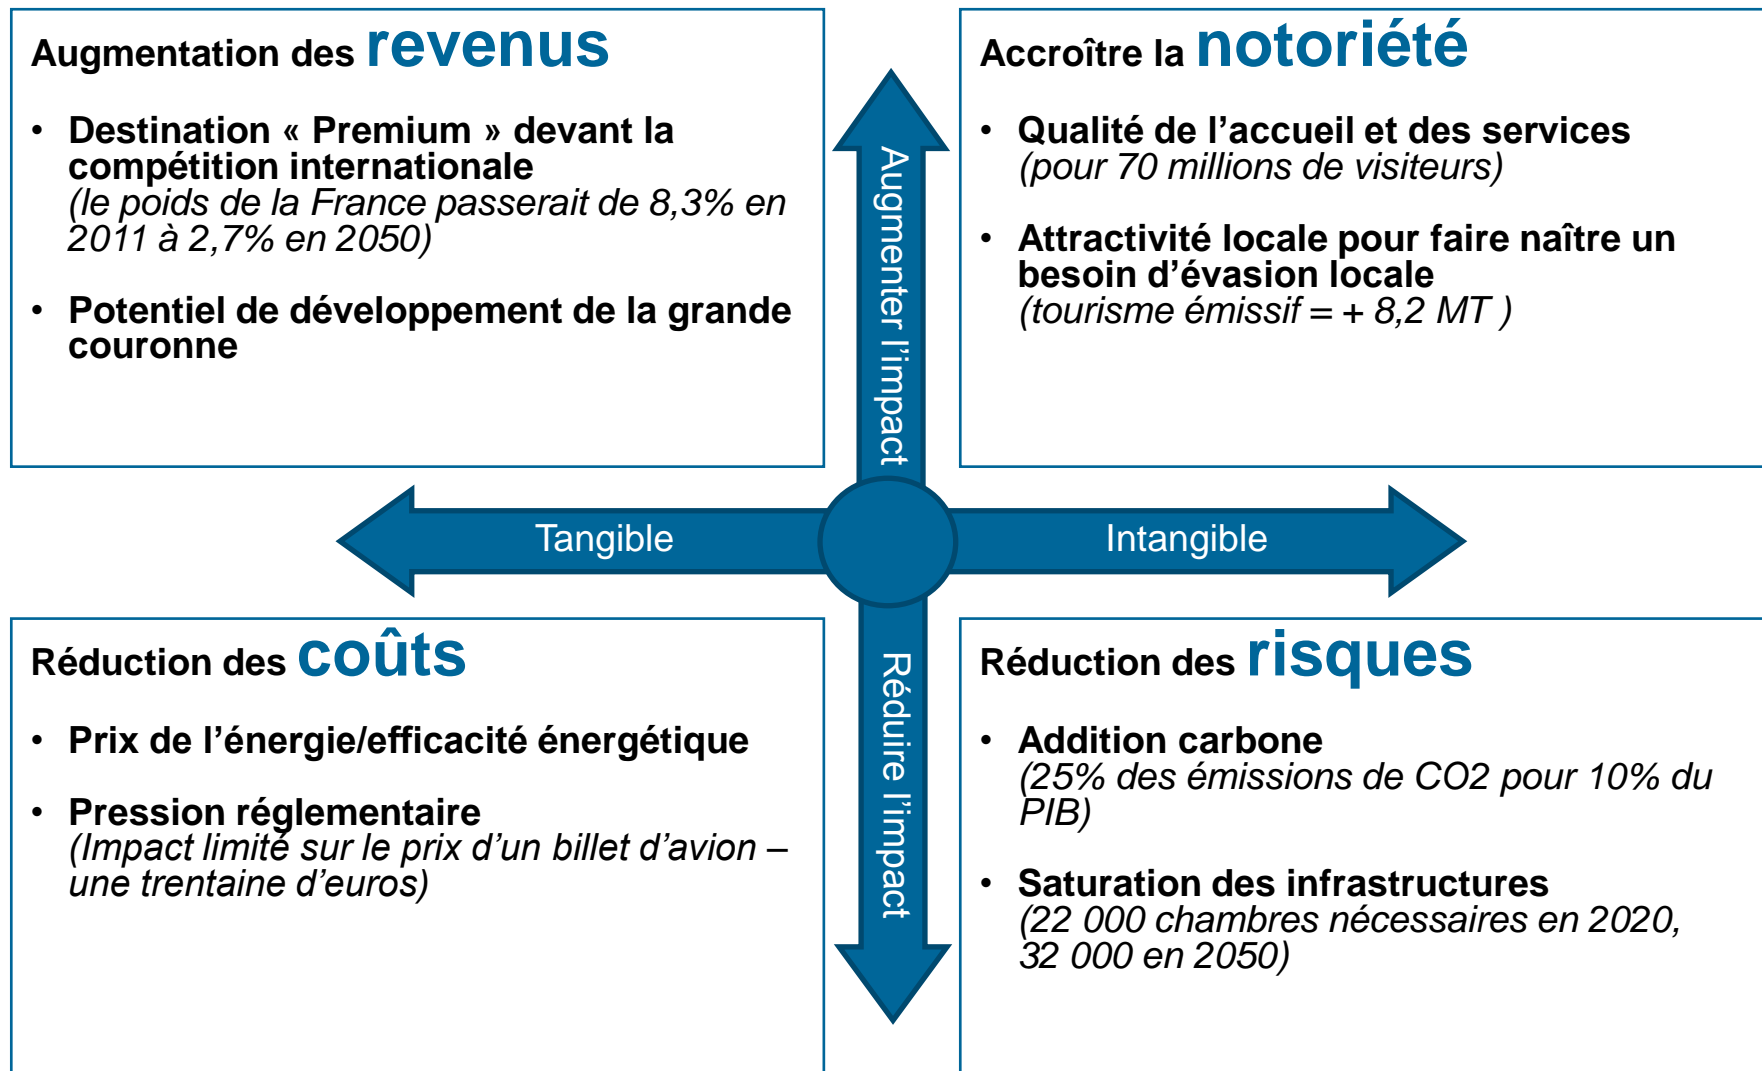 Augmentation des revenus
• Destination « Premium » devant la
compétition internationale
(le poids de la France passerait de 8,3% en
2011 à 2,7% en 2050)
• Potentiel de développement de la grande
couronne
Accroître la notoriété
• Qualité de l’accueil et des services
(pour 70 millions de visiteurs)
• Attractivité locale pour faire naître un
besoin d’évasion locale
(tourisme émissif = + 8,2 MT )
Augmenter l’impact
Tangible
Intangible
Réduire l’impact
Réduction des coûts
• Prix de l’énergie/efficacité énergétique
• Pression réglementaire
(Impact limité sur le prix d’un billet d’avion –
une trentaine d’euros)
Réduction des risques
• Addition carbone
(25% des émissions de CO2 pour 10% du
PIB)
• Saturation des infrastructures
(22 000 chambres nécessaires en 2020,
32 000 en 2050)